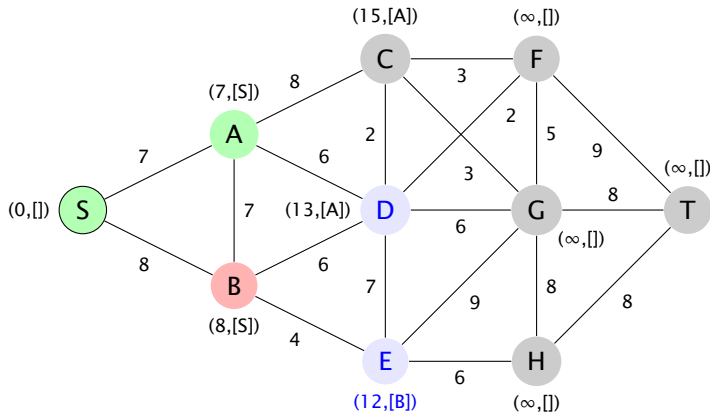 (15,[A])
(∞,[])
C
3
F
8
(7,[S])
A
2
2
5
9
7
6
3
(∞,[])
(0,[])
S
7
(13,[A])
D
6
G
8
T
(∞,[])
8
6
B
7
9
8
8
(8,[S])
4
E
6
H
(12,[B])
(∞,[])